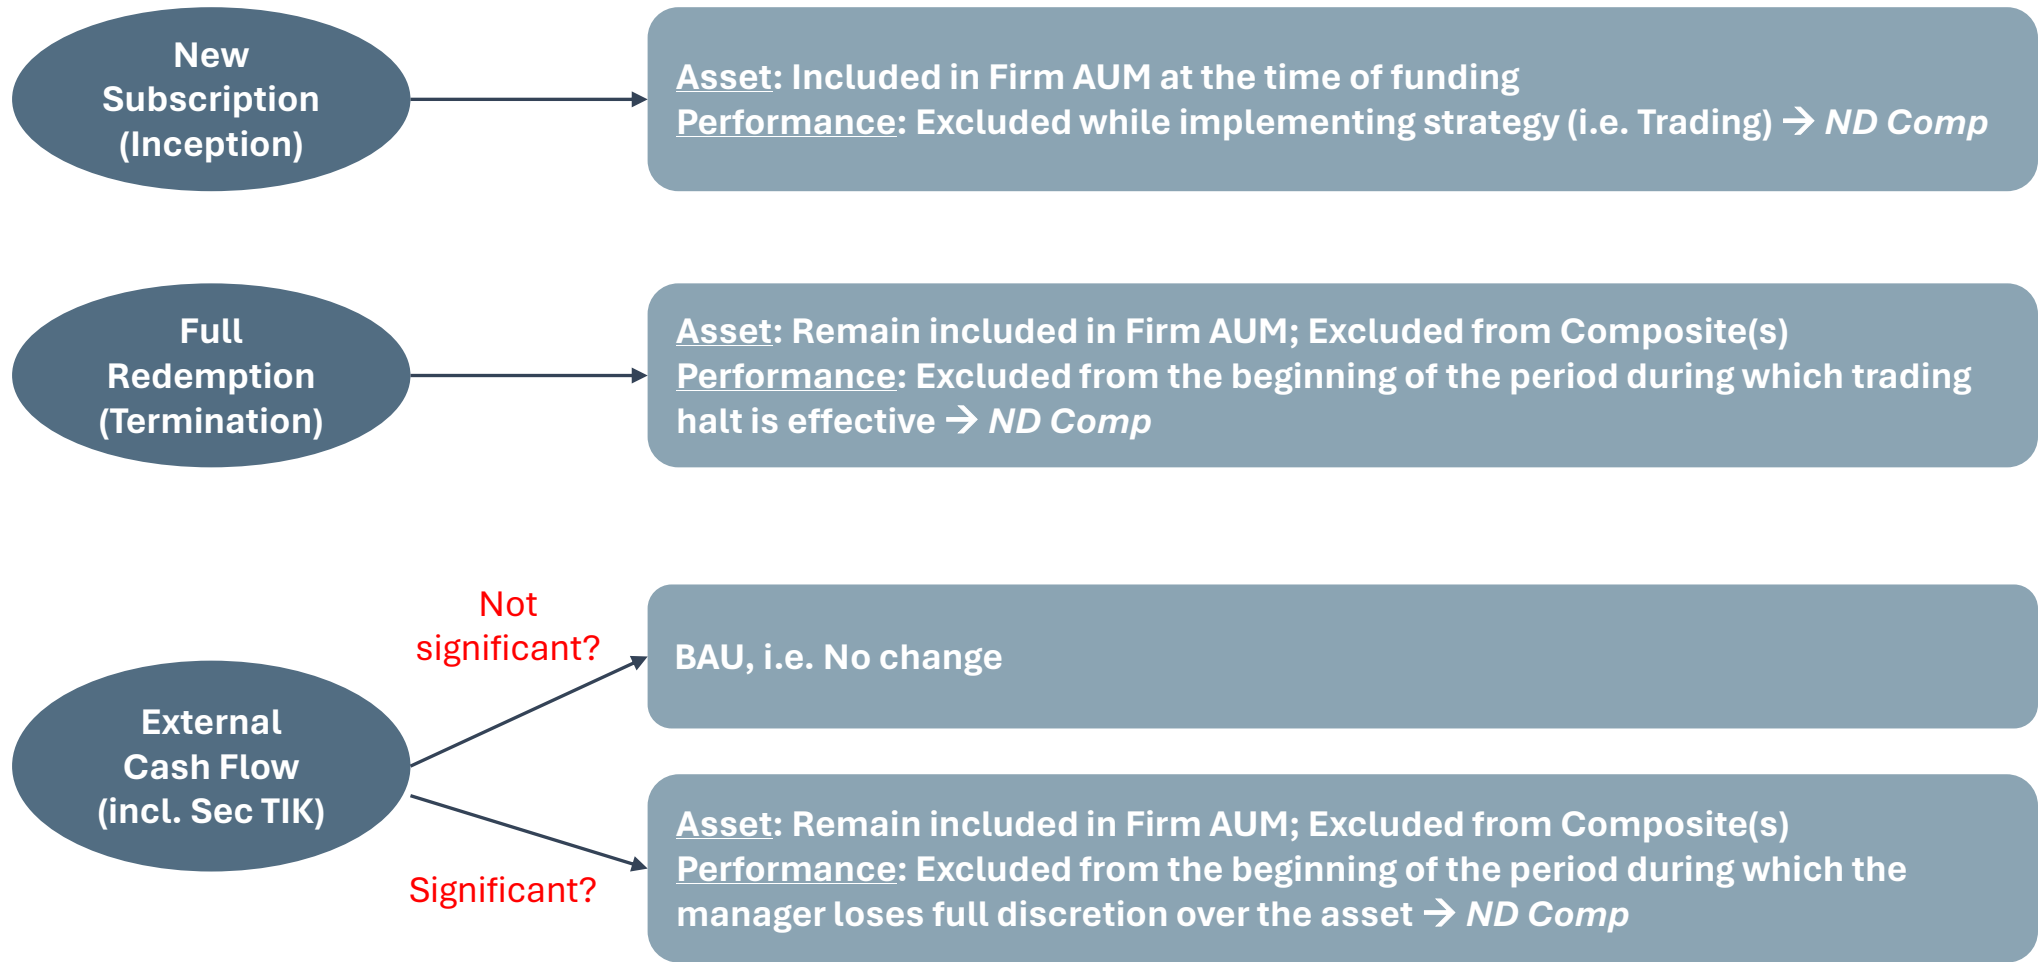 New
Subscription
(Inception)
Asset: Included in Firm AUM at the time of funding
Performance: Excluded while implementing strategy (i.e. Trading) → ND Comp
Full
Redemption
(Termination)
Asset: Remain included in Firm AUM; Excluded from Composite(s)
Performance: Excluded from the beginning of the period during which trading
halt is effective → ND Comp
External
Cash Flow
(incl. Sec TIK)
Not
significant?
BAU, i.e. No change
Significant?
Asset: Remain included in Firm AUM; Excluded from Composite(s)
Performance: Excluded from the beginning of the period during which the
manager loses full discretion over the asset → ND Comp